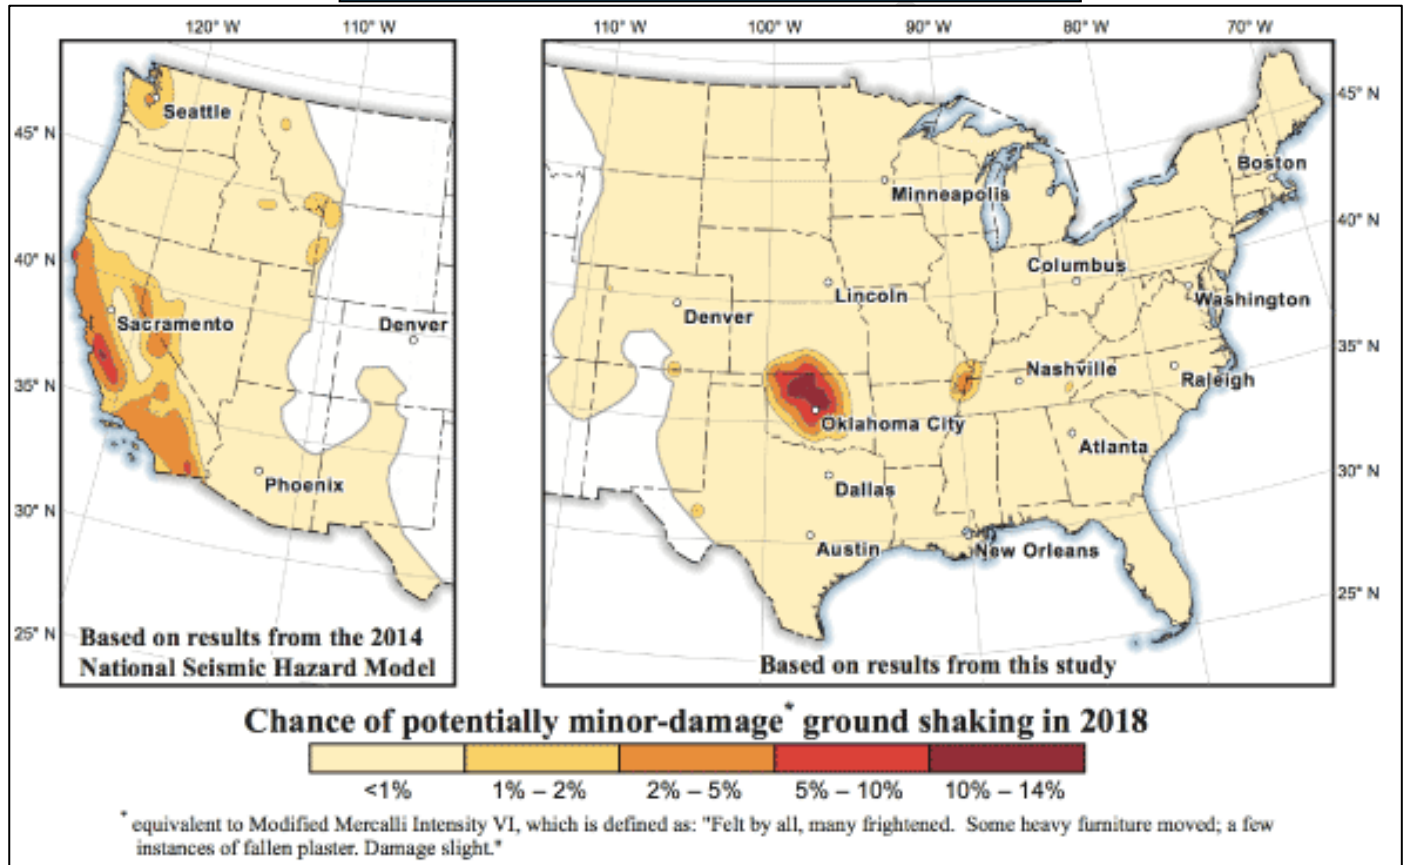 120° W 110° W 110° W 100° W 90° W 80° W 70° W
Seattle
45° N
40° N
Sacramento
Denver
35° N
Phoenix
30° N
25° N
Based on results from the 2014
National Seismic Hazard Model
45° N
Boston
Minneapolis
40° N
Columbus
Lincoln
Washington
Denver
35° N
Nashville
Raleigh
Oklahoma City
Atlanta
30° N
Dallas
Austin
New Orleans
25° N
Based on results from this study
Chance of potentially minor-damage* ground shaking in 2018
<1% 1% – 2% 2% – 5% 5% – 10% 10% – 14%
* equivalent to Modified Mercalli Intensity VI, which is defined as: "Felt by all, many frightened. Some heavy furniture moved; a few
instances of fallen plaster. Damage slight."